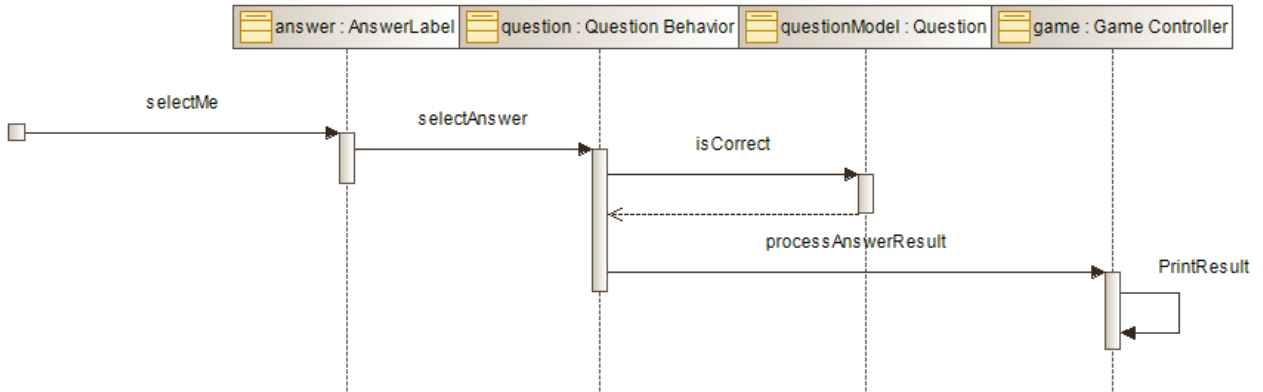 answer : AnswerLabel
question : Question Behavior
questionModel : Question
game : Game Controller
selectMe
selectAnswer
isCorrect
processAnswerResult
PrintResult